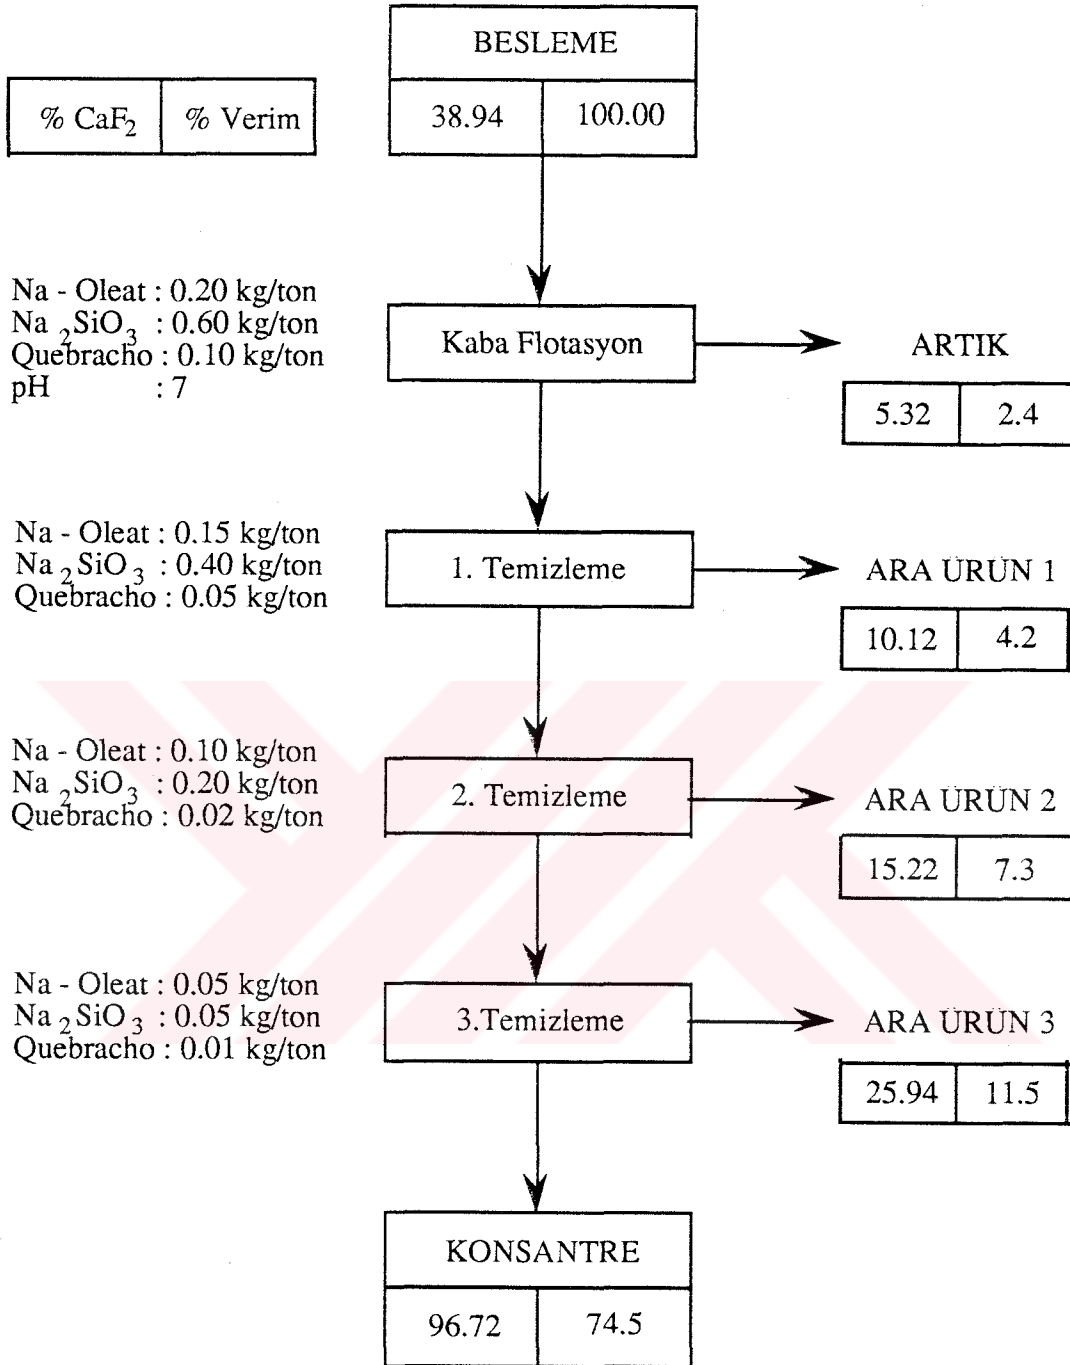 BESLEME
% CaF2 % Verim
38.94 100.00
Na - Oleat : 0.20 kg/ton
Na2SiO3 : 0.60 kg/ton
Quebracho : 0.10 kg/ton
pH : 7
Kaba Flotasyon
ARTIK
5.32 2.4
Na - Oleat : 0.15 kg/ton
Na2SiO3 : 0.40 kg/ton
Quebracho : 0.05 kg/ton
1. Temizleme
ARA ÜRÜN 1
10.12 4.2
Na - Oleat : 0.10 kg/ton
Na2SiO3 : 0.20 kg/ton
Quebracho : 0.02 kg/ton
2. Temizleme
ARA ÜRÜN 2
15.22 7.3
Na - Oleat : 0.05 kg/ton
Na2SiO3 : 0.05 kg/ton
Quebracho : 0.01 kg/ton
3.Temizleme
ARA ÜRÜN 3
25.94 11.5
KONSANTRE
96.72 74.5